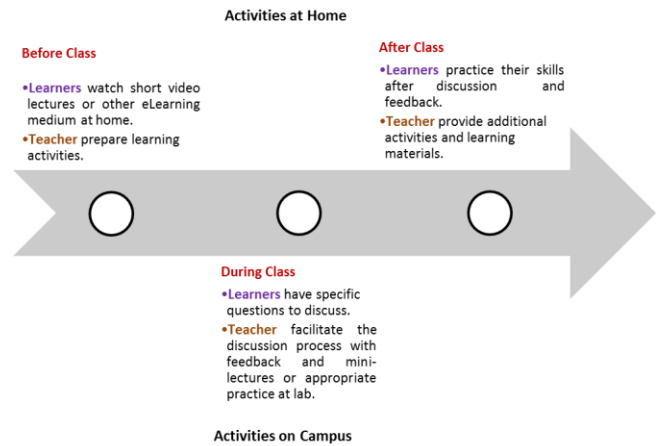 Activities at Home
Before Class
•Learners watch short video
lectures or other eLearning
medium at home.
•Teacher prepare learning
activities.
After Class
•Learners practice their skills
after discussion and
feedback.
•Teacher provide additional
activities and learning
materials.
During Class
•Learners have specific
questions to discuss.
•Teacher facilitate the
discussion process with
feedback and mini-
lectures or appropriate
practice at lab.
Activities on Campus